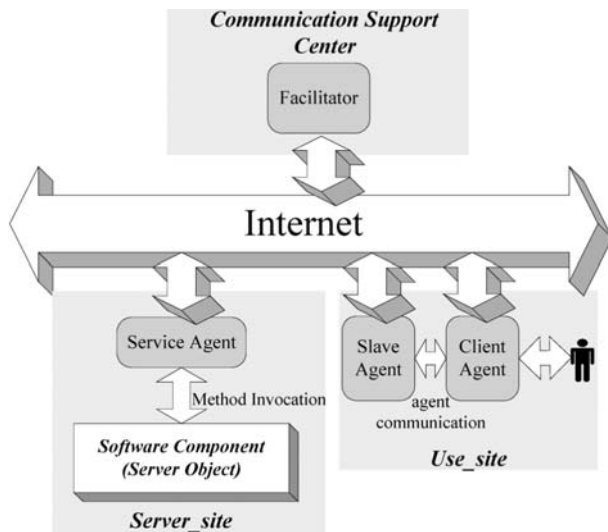 Communication Support
Center
Facilitator
Internet
Service Agent
Method Invocation
Software Component
(Server Object)
Server_site
Slave
Agent
Client
Agent
agent
communication
Use_site